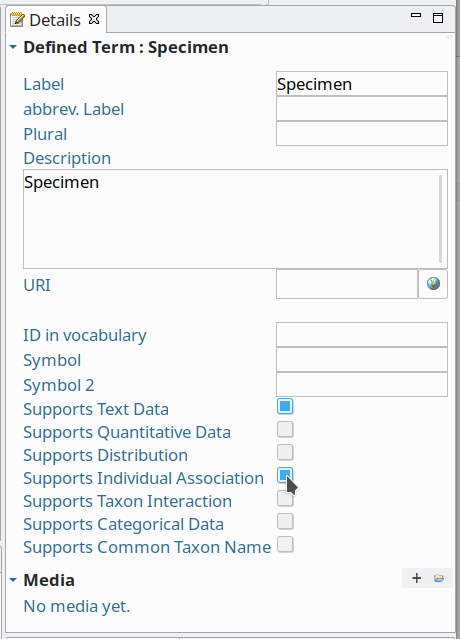 Details
Defined Term : Specimen
Label Specimen
abbrev. Label
Plural
Description
Specimen
URI
ID in vocabulary
Symbol
Symbol 2
Supports Text Data
Supports Quantitative Data
Supports Distribution
Supports Individual Association
Supports Taxon Interaction
Supports Categorical Data
Supports Common Taxon Name
Media
No media yet.